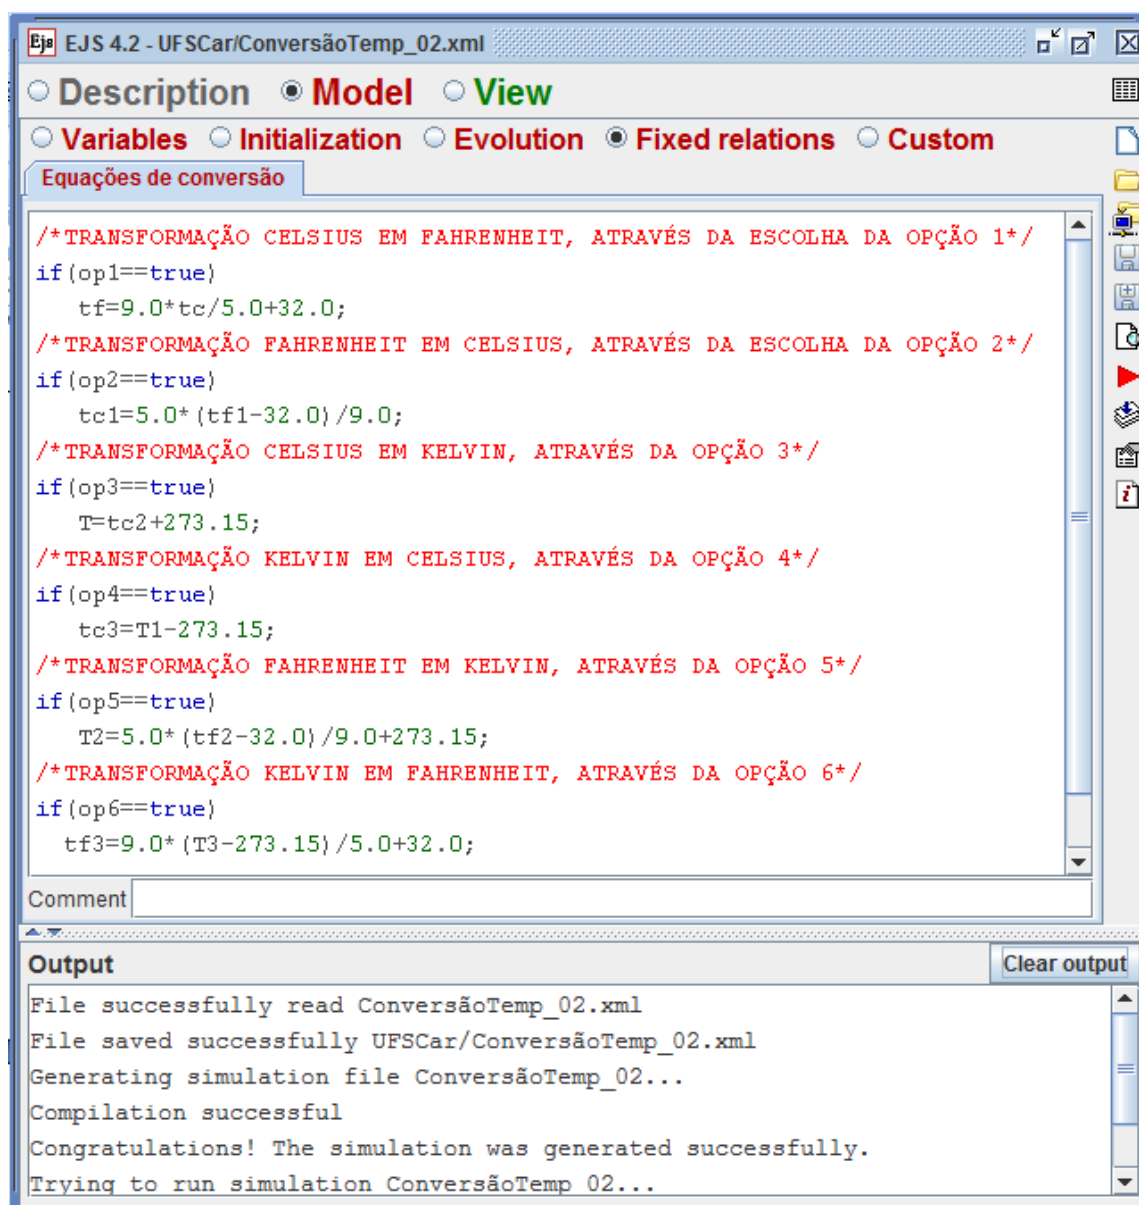 Ejs EJS 4.2 - UFSCar/ConversãoTemp_02.xml
Description Model View
Variables Initialization Evolution Fixed relations Custom
Equações de conversão
/*TRANSFORMAÇÃO CELSIUS EM FAHRENHEIT, ATRAVÉS DA ESCOLHA DA OPÇÃO 1*/
if(op1==true)
tf=9.0*tc/5.0+32.0;
/*TRANSFORMAÇÃO FAHRENHEIT EM CELSIUS, ATRAVÉS DA ESCOLHA DA OPÇÃO 2*/
if(op2==true)
tc1=5.0*(tf1-32.0)/9.0;
/*TRANSFORMAÇÃO CELSIUS EM KELVIN, ATRAVÉS DA OPÇÃO 3*/
if(op3==true)
T=tc2+273.15;
/*TRANSFORMAÇÃO KELVIN EM CELSIUS, ATRAVÉS DA OPÇÃO 4*/
if(op4==true)
tc3=T1-273.15;
/*TRANSFORMAÇÃO FAHRENHEIT EM KELVIN, ATRAVÉS DA OPÇÃO 5*/
if(op5==true)
T2=5.0*(tf2-32.0)/9.0+273.15;
/*TRANSFORMAÇÃO KELVIN EM FAHRENHEIT, ATRAVÉS DA OPÇÃO 6*/
if(op6==true)
tf3=9.0*(T3-273.15)/5.0+32.0;
Comment
Output Clear output
File successfully read ConversãoTemp_02.xml
File saved successfully UFSCar/ConversãoTemp_02.xml
Generating simulation file ConversãoTemp_02...
Compilation successful
Congratulations! The simulation was generated successfully.
Trying to run simulation ConversãoTemp_02...